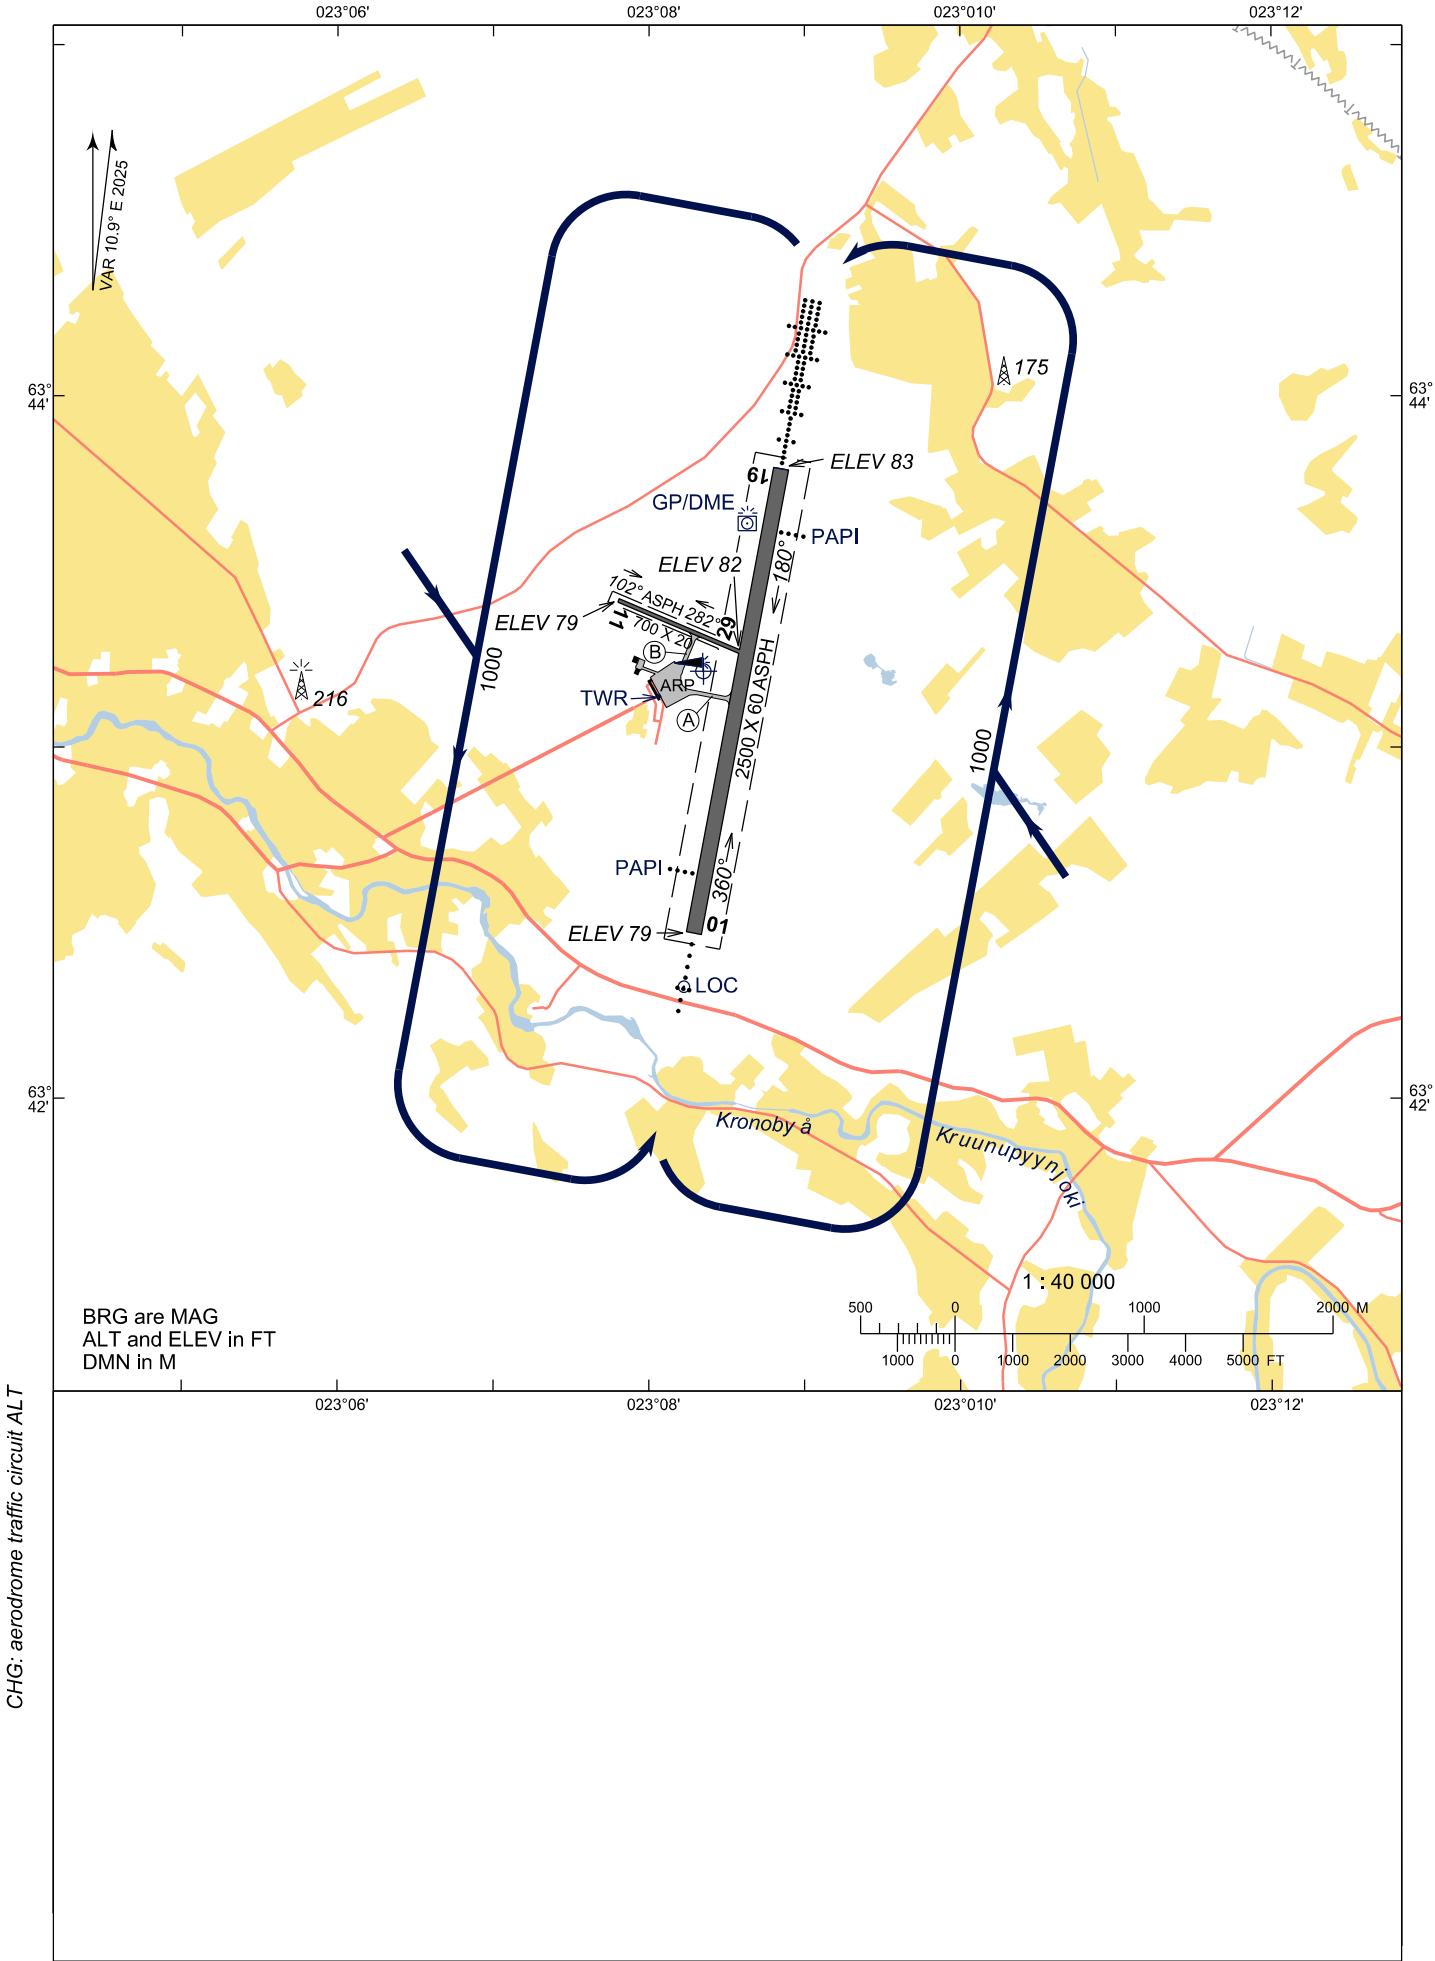 023°06'
023°08'
023°010'
023°12'
VAR 10.9° E 2025
63°
44'
63°
44'
175
ELEV 83
19
GP/DME
PAPI
180°
ELEV 82
102° ASPH 282°
700 X 20
ELEV 79
11
29
B
ARP
TWR
A
1000
216
2500 X 60 ASPH
1000
PAPI
360°
01
ELEV 79
LOC
63°
42'
63°
42'
Kronoby å
Kruunupyynjoki
1 : 40 000
500 0 1000 2000 M
1000 0 1000 2000 3000 4000 5000 FT
BRG are MAG
ALT and ELEV in FT
DMN in M
023°06'
023°08'
023°010'
023°12'
CHG: aerodrome traffic circuit ALT